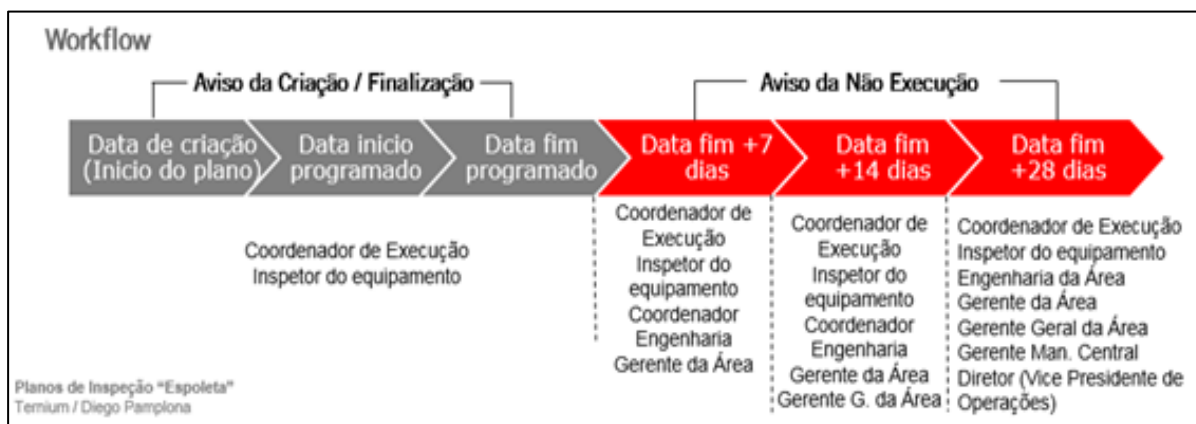 Workflow
Aviso da Criação / Finalização
Aviso da Não Execução
Data de criação
(Inicio do plano)
Data inicio
programado
Data fim
programado
Data fim +7
dias
Data fim
+14 dias
Data fim
+28 dias
Coordenador de Execução
Inspetor do equipamento
Coordenador de
Execução
Inspetor do
equipamento
Coordenador
Engenharia
Gerente da Área
Coordenador de
Execução
Inspetor do
equipamento
Coordenador
Engenharia
Gerente da Área
Gerente G. da Área
Coordenador de Execução
Inspetor do equipamento
Engenharia da Área
Gerente da Área
Gerente Geral da Área
Gerente Man. Central
Diretor (Vice Presidente de
Operações)
Planos de Inspeção “Espoleta”
Ternium / Diego Pamplona